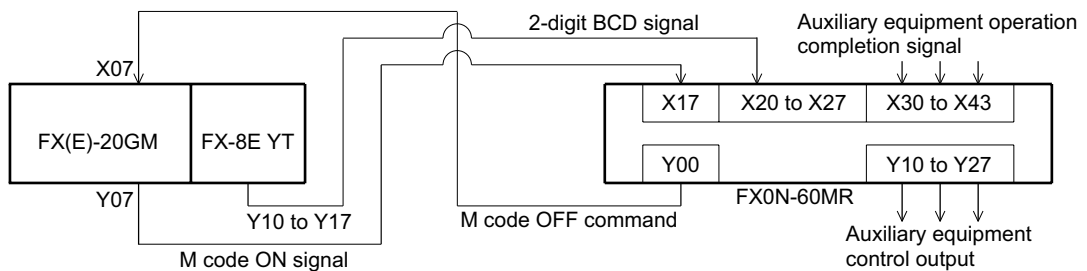 2-digit BCD signal
Auxiliary equipment operation
completion signal
X07
X17
X20 to X27
X30 to X43
FX(E)-20GM
FX-8E YT
Y00
Y10 to Y27
Y07
FX0N-60MR
Y10 to Y17
M code OFF command
Auxiliary equipment
control output
M code ON signal